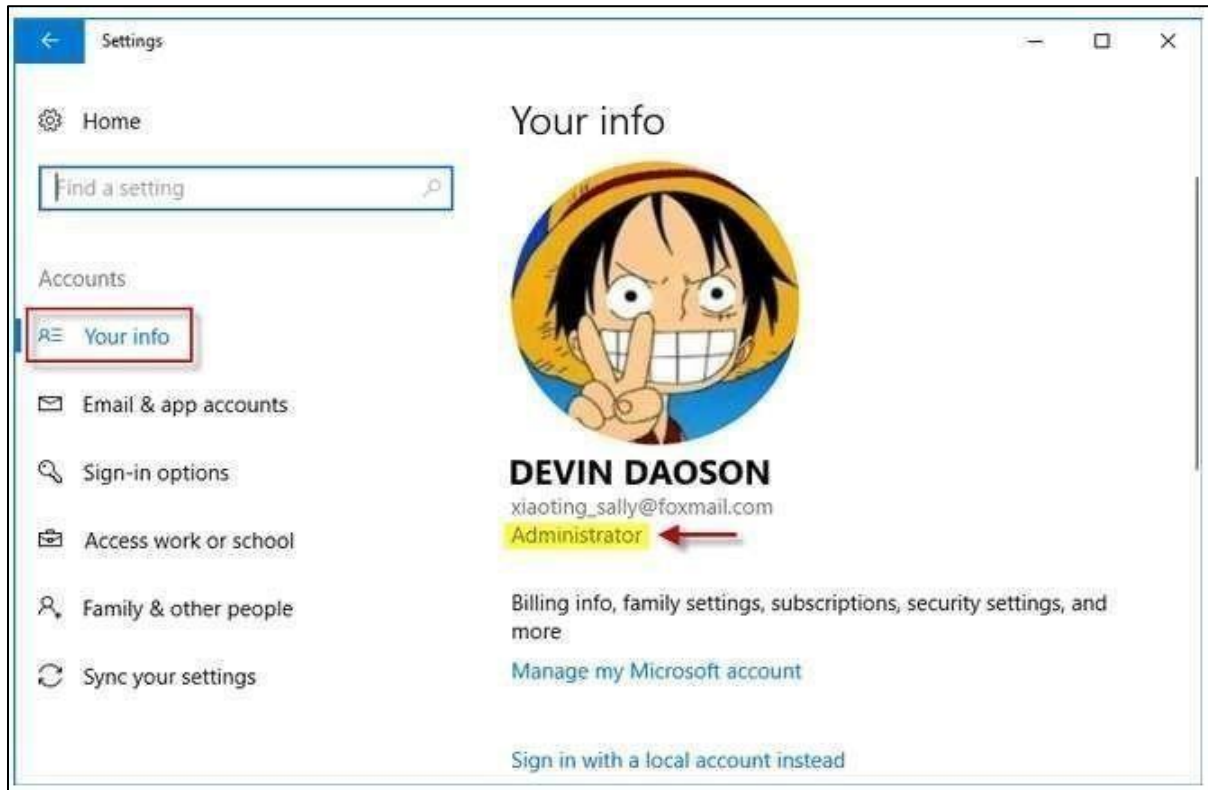 Settings
Home
Find a setting
Accounts
Your info
Email & app accounts
Sign-in options
Access work or school
Family & other people
Sync your settings
Your info
DEVIN DAOSON
xiaoting_sally@foxmail.com
Administrator
Billing info, family settings, subscriptions, security settings, and
more
Manage my Microsoft account
Sign in with a local account instead